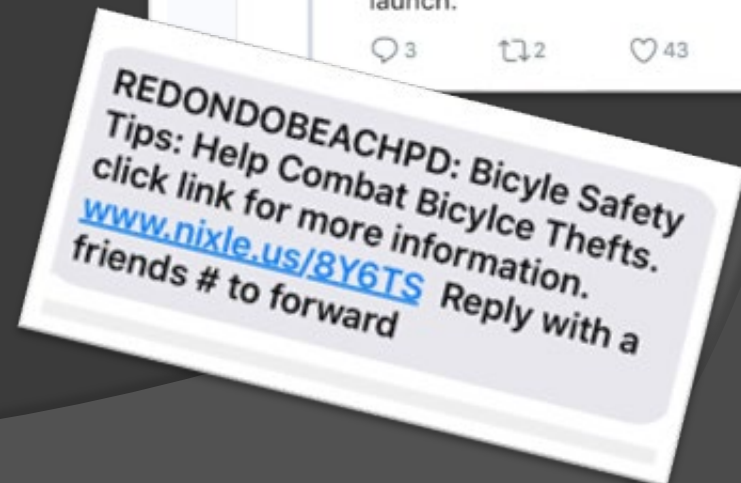 launch.
3 2 43
REDONDOBEACHPD: Bicyle Safety
Tips: Help Combat Bicylce Thefts.
click link for more information.
www.nixle.us/8Y6TS Reply with a
friends # to forward